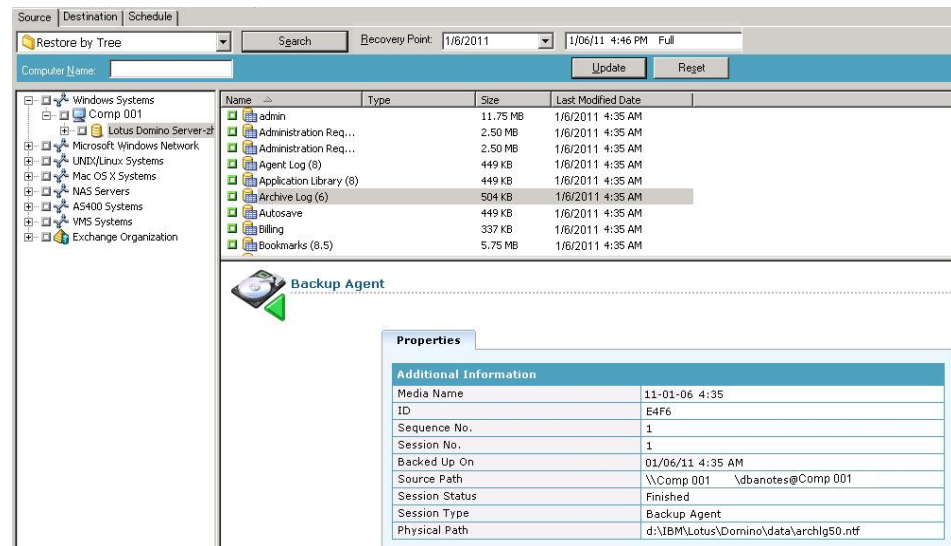 Source Destination Schedule
Restore by Tree Search Recovery Point: 1/6/2011 1/06/11 4:46 PM Full
Computer Name: Update Reset
Windows Systems
Comp 001
Lotus Domino Server-zh
Microsoft Windows Network
UNIX/Linux Systems
Mac OS X Systems
NAS Servers
AS400 Systems
VMS Systems
Exchange Organization
Name Type Size Last Modified Date
admin 11.75 MB 1/6/2011 4:35 AM
Administration Req... 2.50 MB 1/6/2011 4:35 AM
Administration Req... 2.50 MB 1/6/2011 4:35 AM
Agent Log (8) 449 KB 1/6/2011 4:35 AM
Application Library (8) 449 KB 1/6/2011 4:35 AM
Archive Log (6) 504 KB 1/6/2011 4:35 AM
Autosave 449 KB 1/6/2011 4:35 AM
Billing 337 KB 1/6/2011 4:35 AM
Bookmarks (8.5) 5.75 MB 1/6/2011 4:35 AM
Backup Agent
Properties
Additional Information
Media Name 11-01-06 4:35
ID E4F6
Sequence No. 1
Session No. 1
Backed Up On 01/06/11 4:35 AM
Source Path \\Comp 001 \dbanotes@Comp 001
Session Status Finished
Session Type Backup Agent
Physical Path d:\IBM\Lotus\Domino\data\archlg50.ntf